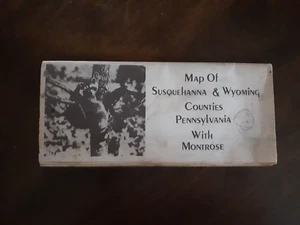 Map Of
Susquehanna & Wyoming
Counties
Pennsylvania
With
Montrose